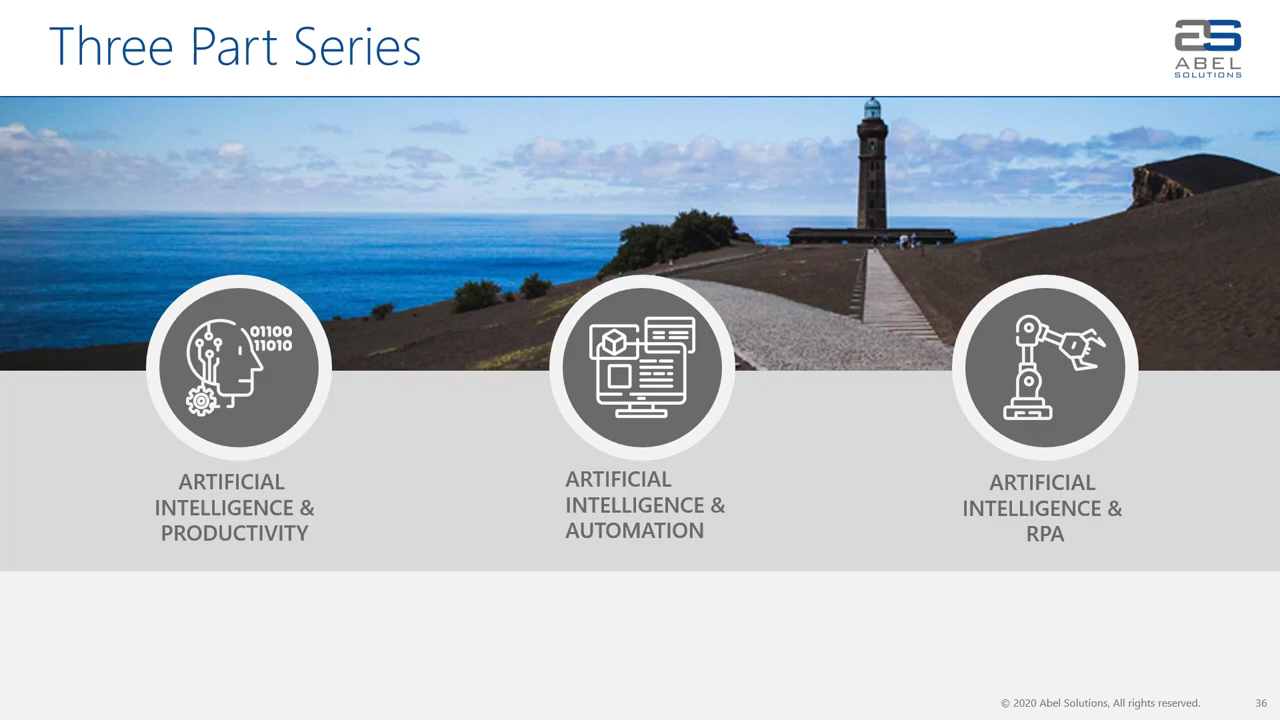 Three Part Series
ABEL
SOLUTIONS
01100
11010
ARTIFICIAL
INTELLIGENCE &
PRODUCTIVITY
ARTIFICIAL
INTELLIGENCE &
AUTOMATION
ARTIFICIAL
INTELLIGENCE &
RPA
© 2020 Abel Solutions, All rights reserved.
36